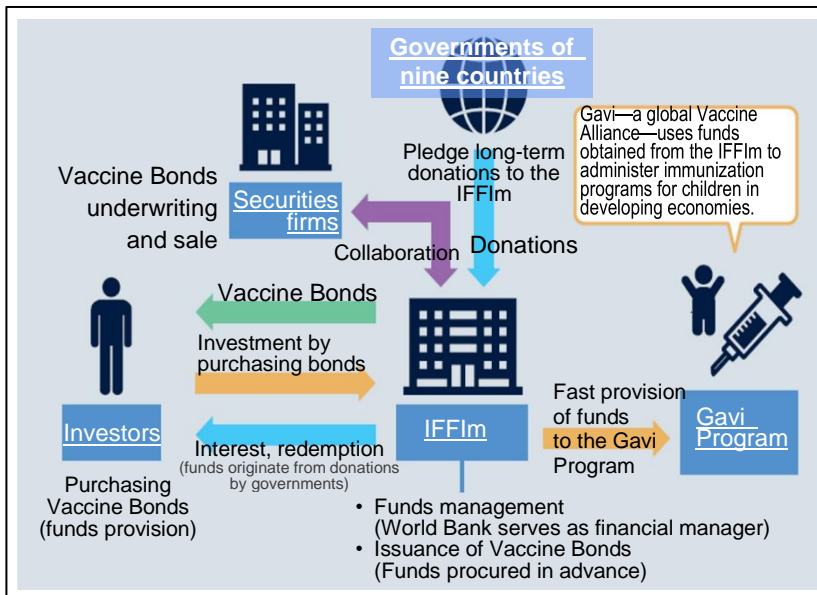 Governments of
nine countries
Gavi—a global Vaccine
Alliance—uses funds
obtained from the IFFIm to
administer immunization
programs for children in
developing economies.
Pledge long-term
donations to the
IFFIm
Vaccine Bonds
underwriting
and sale
Securities
firms
Collaboration
Donations
Vaccine Bonds
Investment by
purchasing bonds
Investors
Interest, redemption
(funds originate from donations
by governments)
Purchasing
Vaccine Bonds
(funds provision)
IFFIm
Fast provision
of funds
to the Gavi
Program
Gavi
Program
• Funds management
(World Bank serves as financial manager)
• Issuance of Vaccine Bonds
(Funds procured in advance)